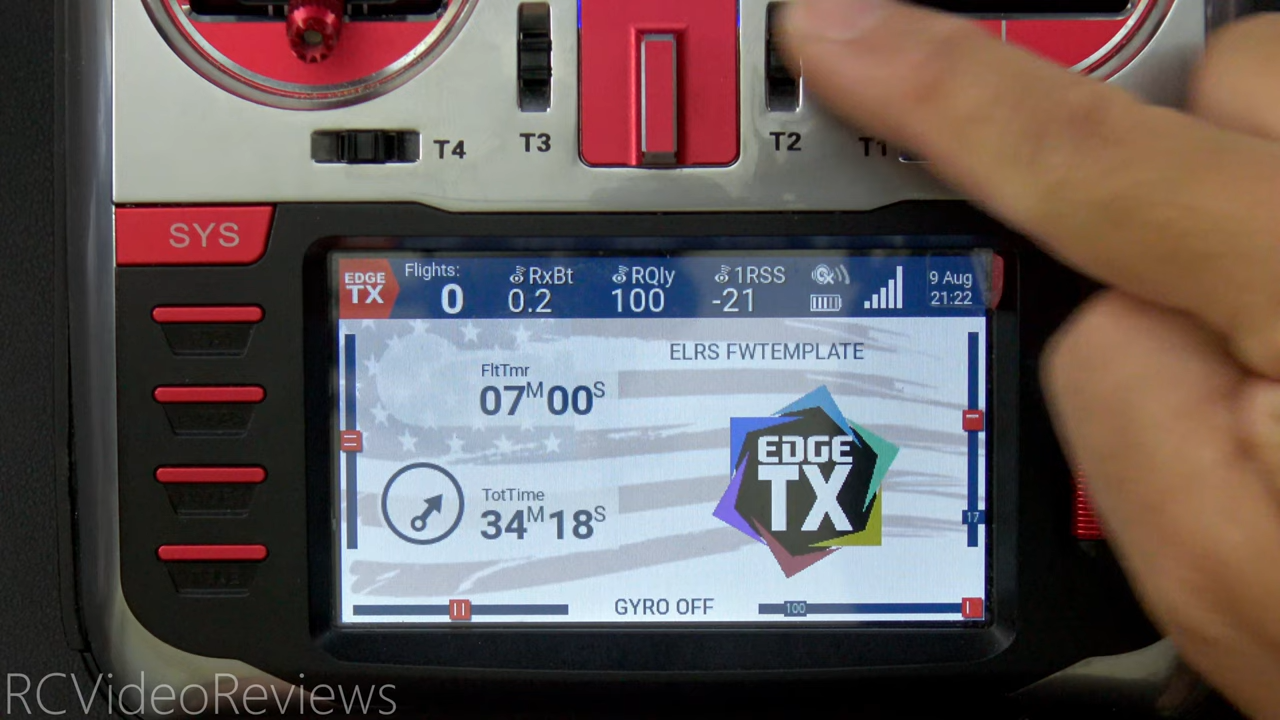 T4
T3
T2
T1
SYS
EDGE
TX
Flights:
0
RxBt
0.2
RQly
100
1RSS
-21
9 Aug
21:22
ELRS FWTEMPLATE
FltTmr
07M00S
EDGE
TX
TotTime
34M18S
17
GYRO OFF
100
RCVideoReviews